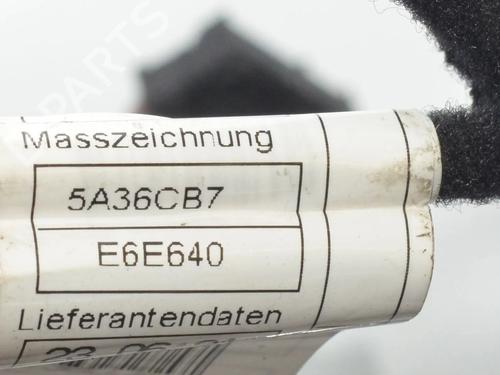 Masszeichnung
5A36CB7
E6E640
Lieferantendaten